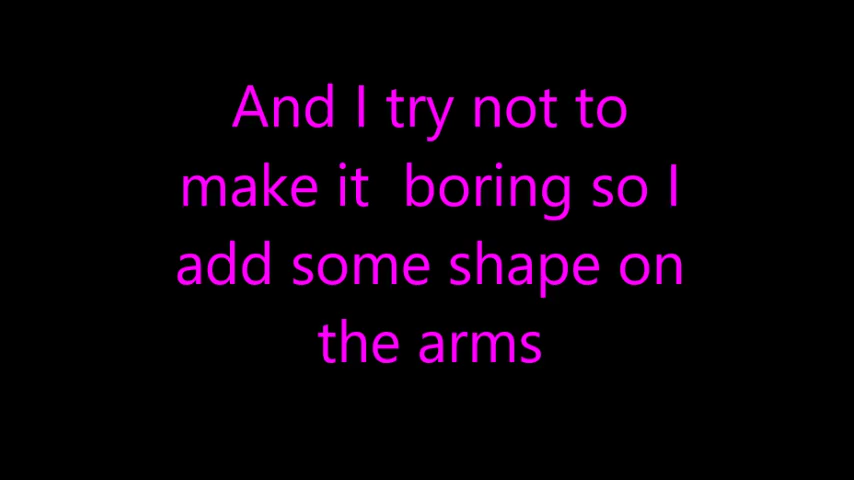 And I try not to
make it  boring so I
add some shape on
the arms